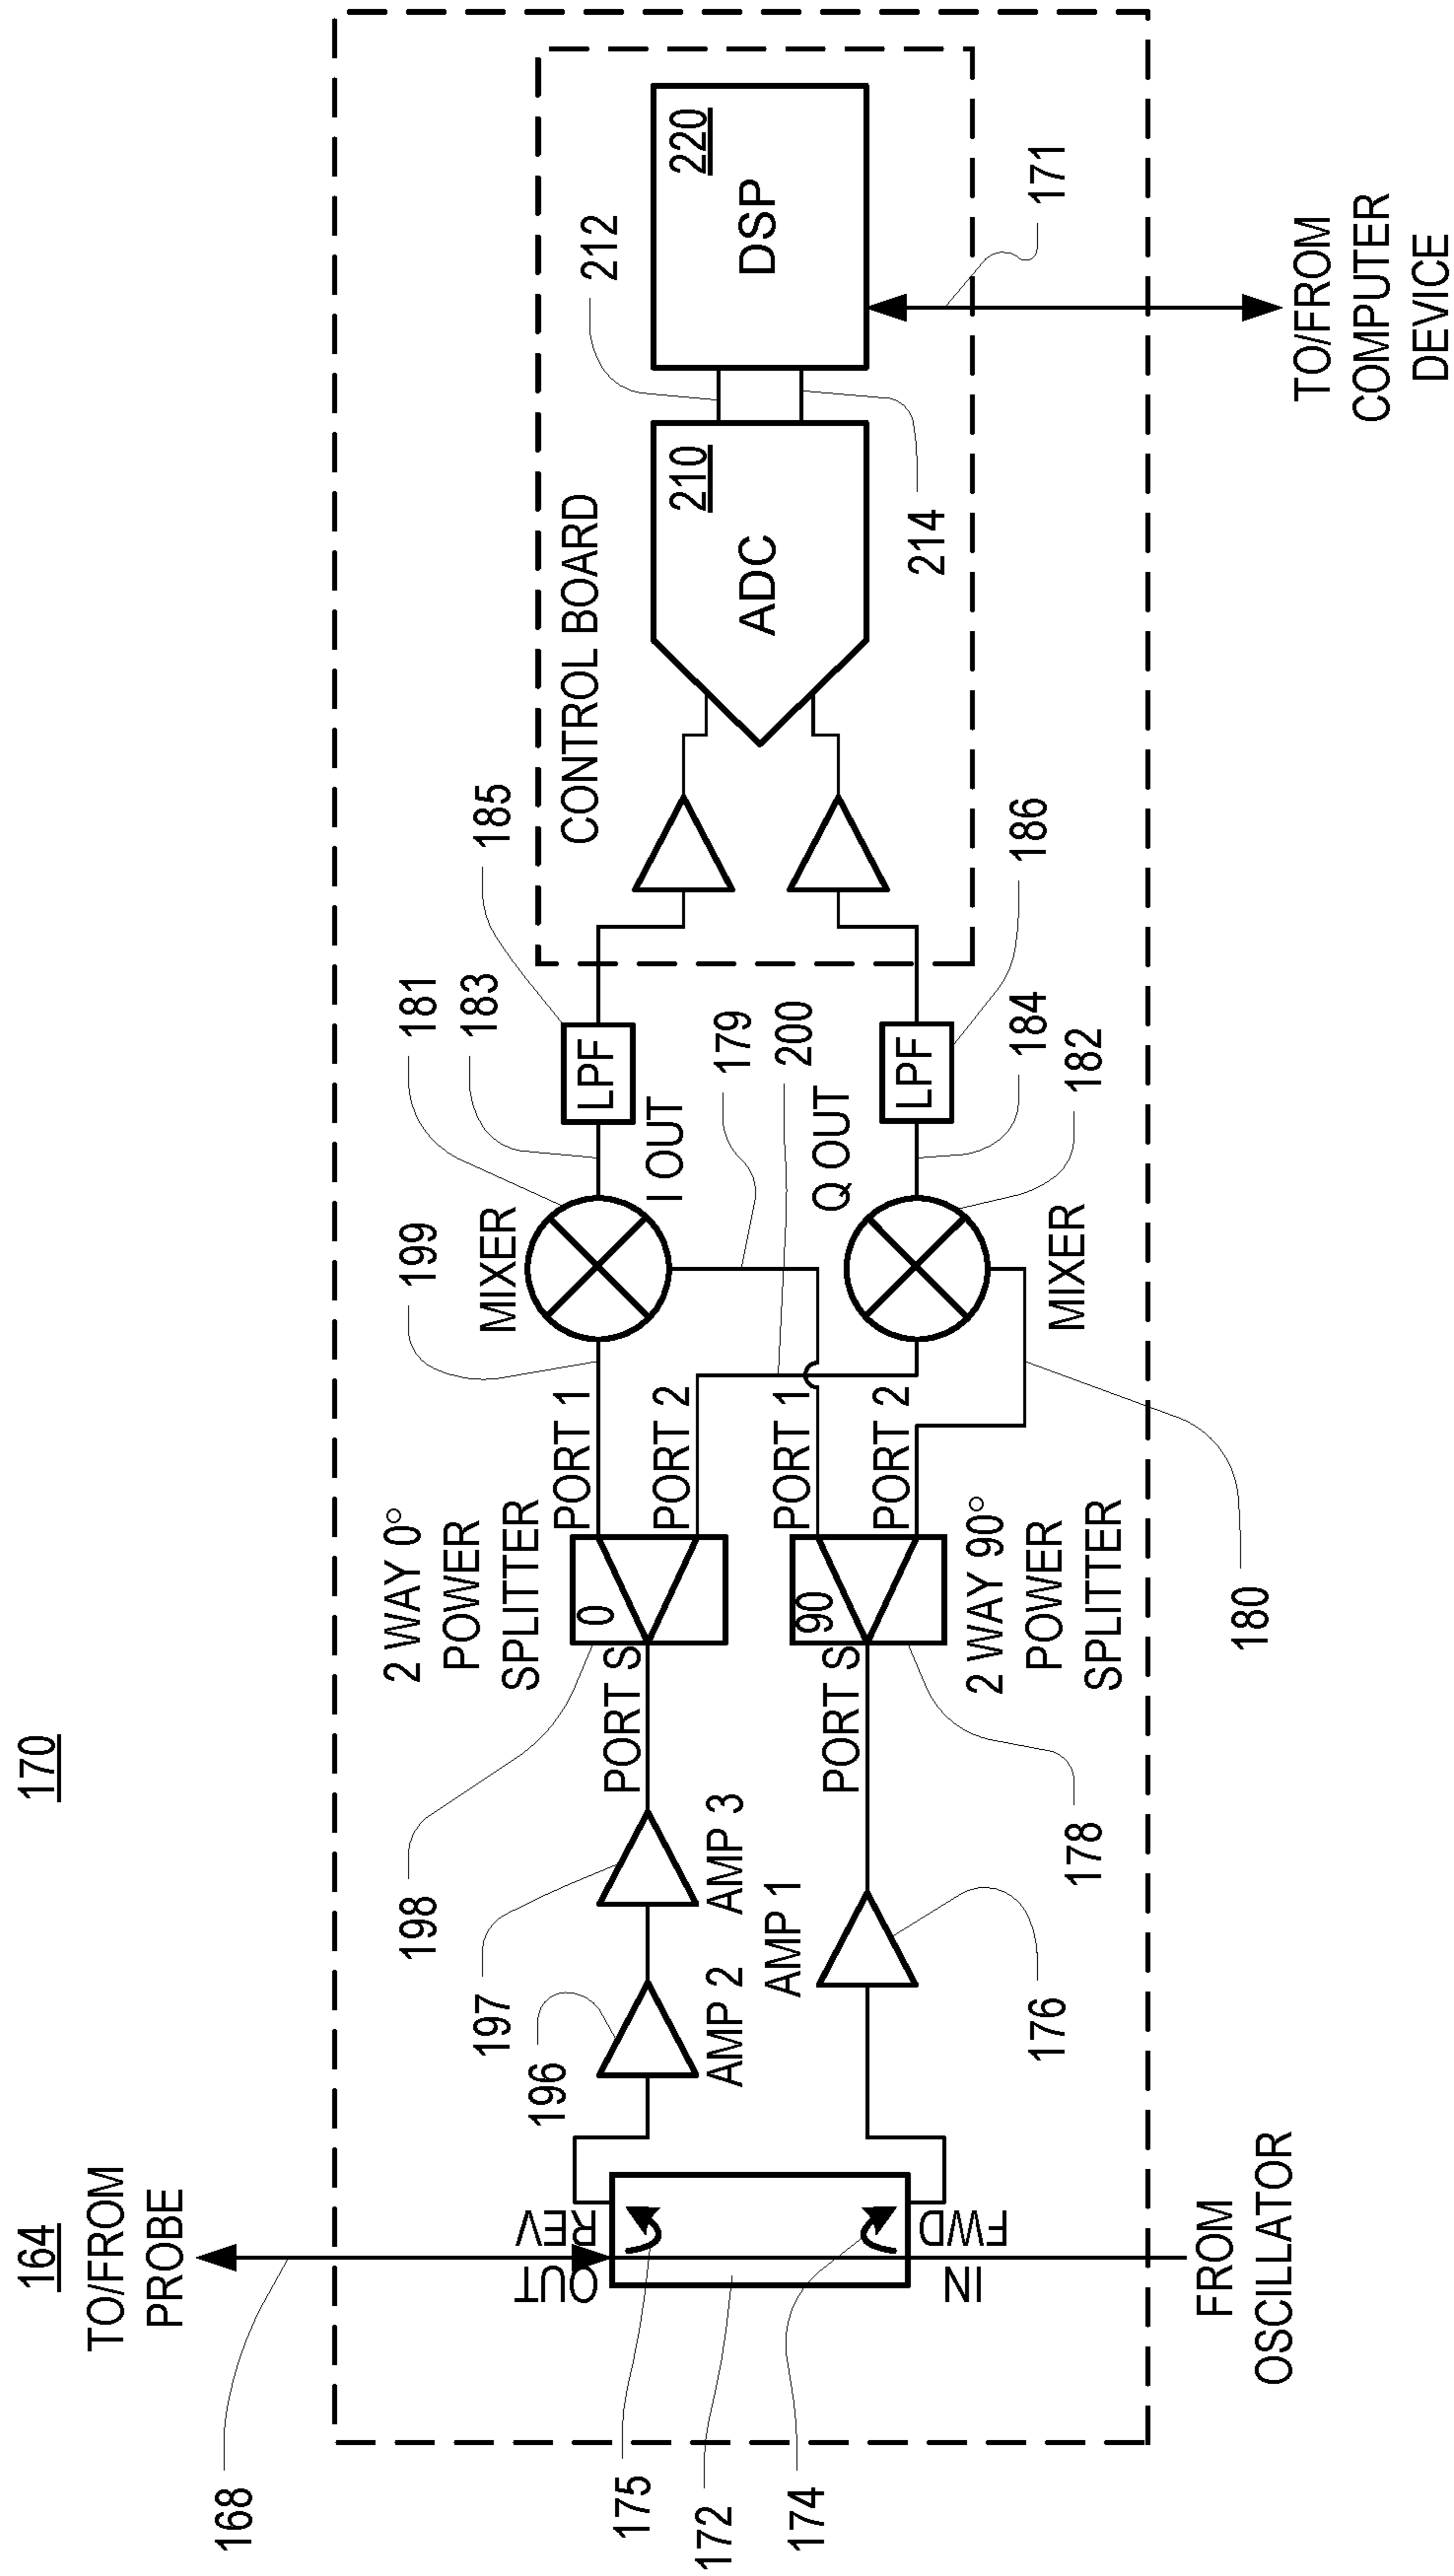 170
164
TO/FROM
PROBE
168
OUT
REV
IN
FWD
FROM
OSCILLATOR
175
172
174
196
197
AMP 2
AMP 3
AMP 1
176
198
178
2 WAY 0°
POWER
SPLITTER
0
PORT S
PORT 1
PORT 2
2 WAY 90°
POWER
SPLITTER
90
PORT S
PORT 1
PORT 2
180
199
MIXER
181
183
I OUT
179
200
Q OUT
MIXER
182
184
LPF
185
LPF
186
CONTROL BOARD
ADC
210
212
214
DSP
220
171
TO/FROM
COMPUTER
DEVICE